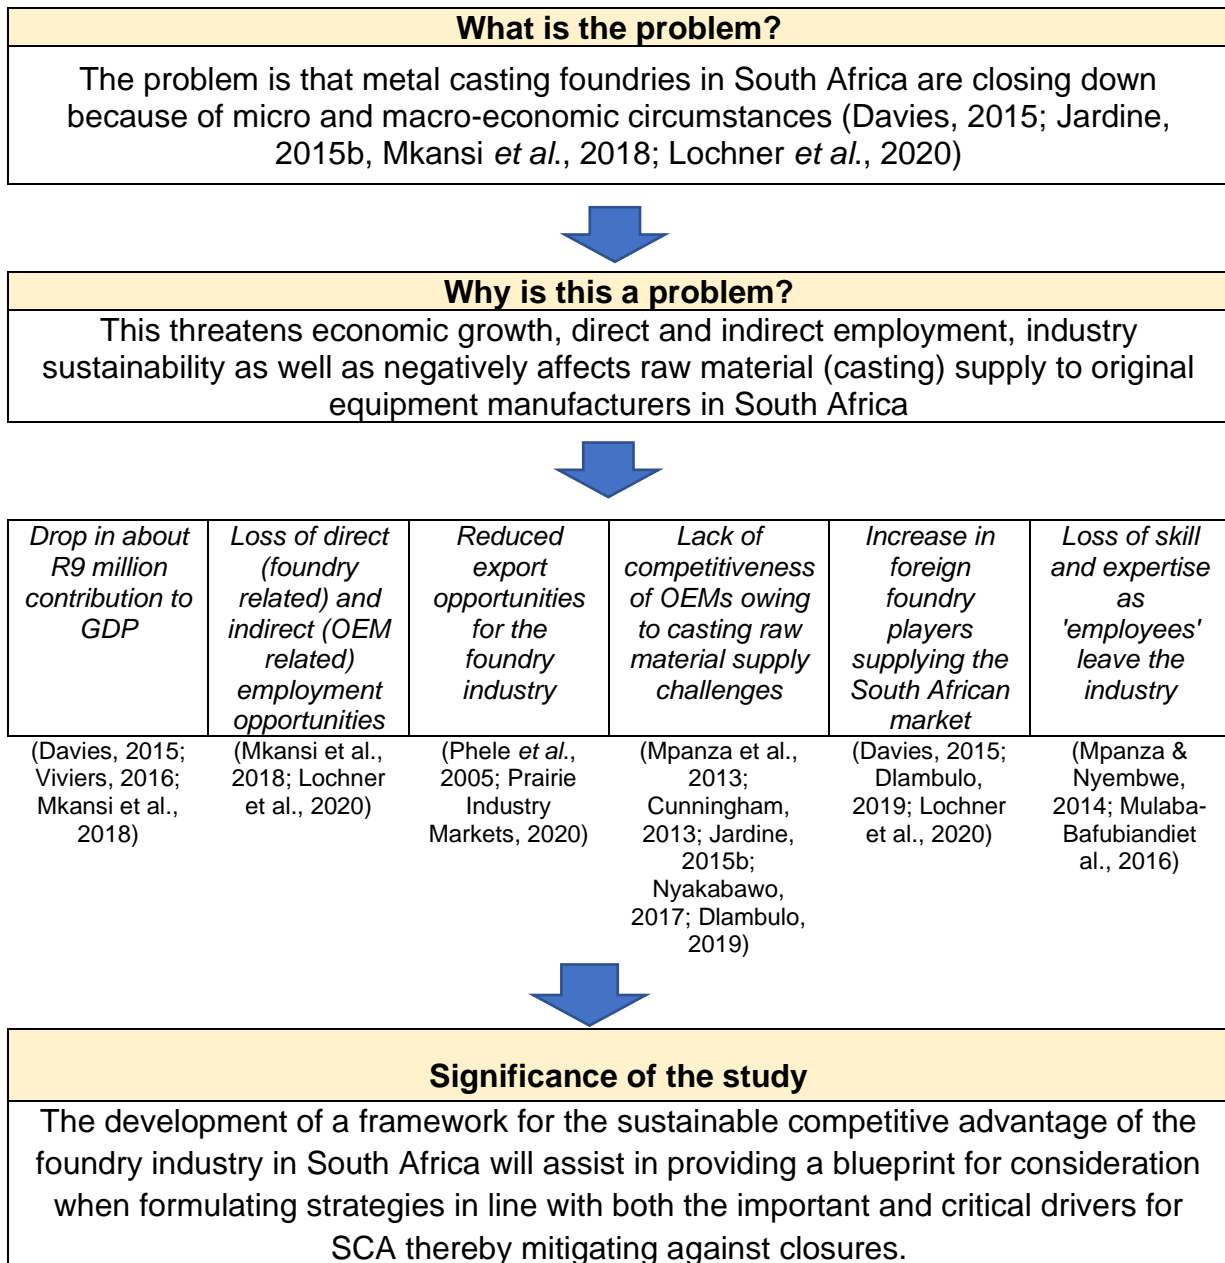 What is the problem?
The problem is that metal casting foundries in South Africa are closing down
because of micro and macro-economic circumstances (Davies, 2015; Jardine,
2015b, Mkansi et al., 2018; Lochner et al., 2020)
Why is this a problem?
This threatens economic growth, direct and indirect employment, industry
sustainability as well as negatively affects raw material (casting) supply to original
equipment manufacturers in South Africa
Drop in about
R9 million
contribution to
GDP
Loss of direct
(foundry
related) and
indirect (OEM
related)
employment
opportunities
Reduced
export
opportunities
for the
foundry
industry
Lack of
competitiveness
of OEMs owing
to casting raw
material supply
challenges
Increase in
foreign
foundry
players
supplying the
South African
market
Loss of skill
and expertise
as
'employees'
leave the
industry
(Davies, 2015;
Viviers, 2016;
Mkansi et al.,
2018)
(Mkansi et al.,
2018; Lochner
et al., 2020)
(Phele et al.,
2005; Prairie
Industry
Markets, 2020)
(Mpanza et al.,
2013;
Cunningham,
2013; Jardine,
2015b;
Nyakabawo,
2017; Dlambulo,
2019)
(Davies, 2015;
Dlambulo,
2019; Lochner
et al., 2020)
(Mpanza &
Nyembwe,
2014; Mulaba-
Bafubiandiet
al., 2016)
Significance of the study
The development of a framework for the sustainable competitive advantage of the
foundry industry in South Africa will assist in providing a blueprint for consideration
when formulating strategies in line with both the important and critical drivers for
SCA thereby mitigating against closures.